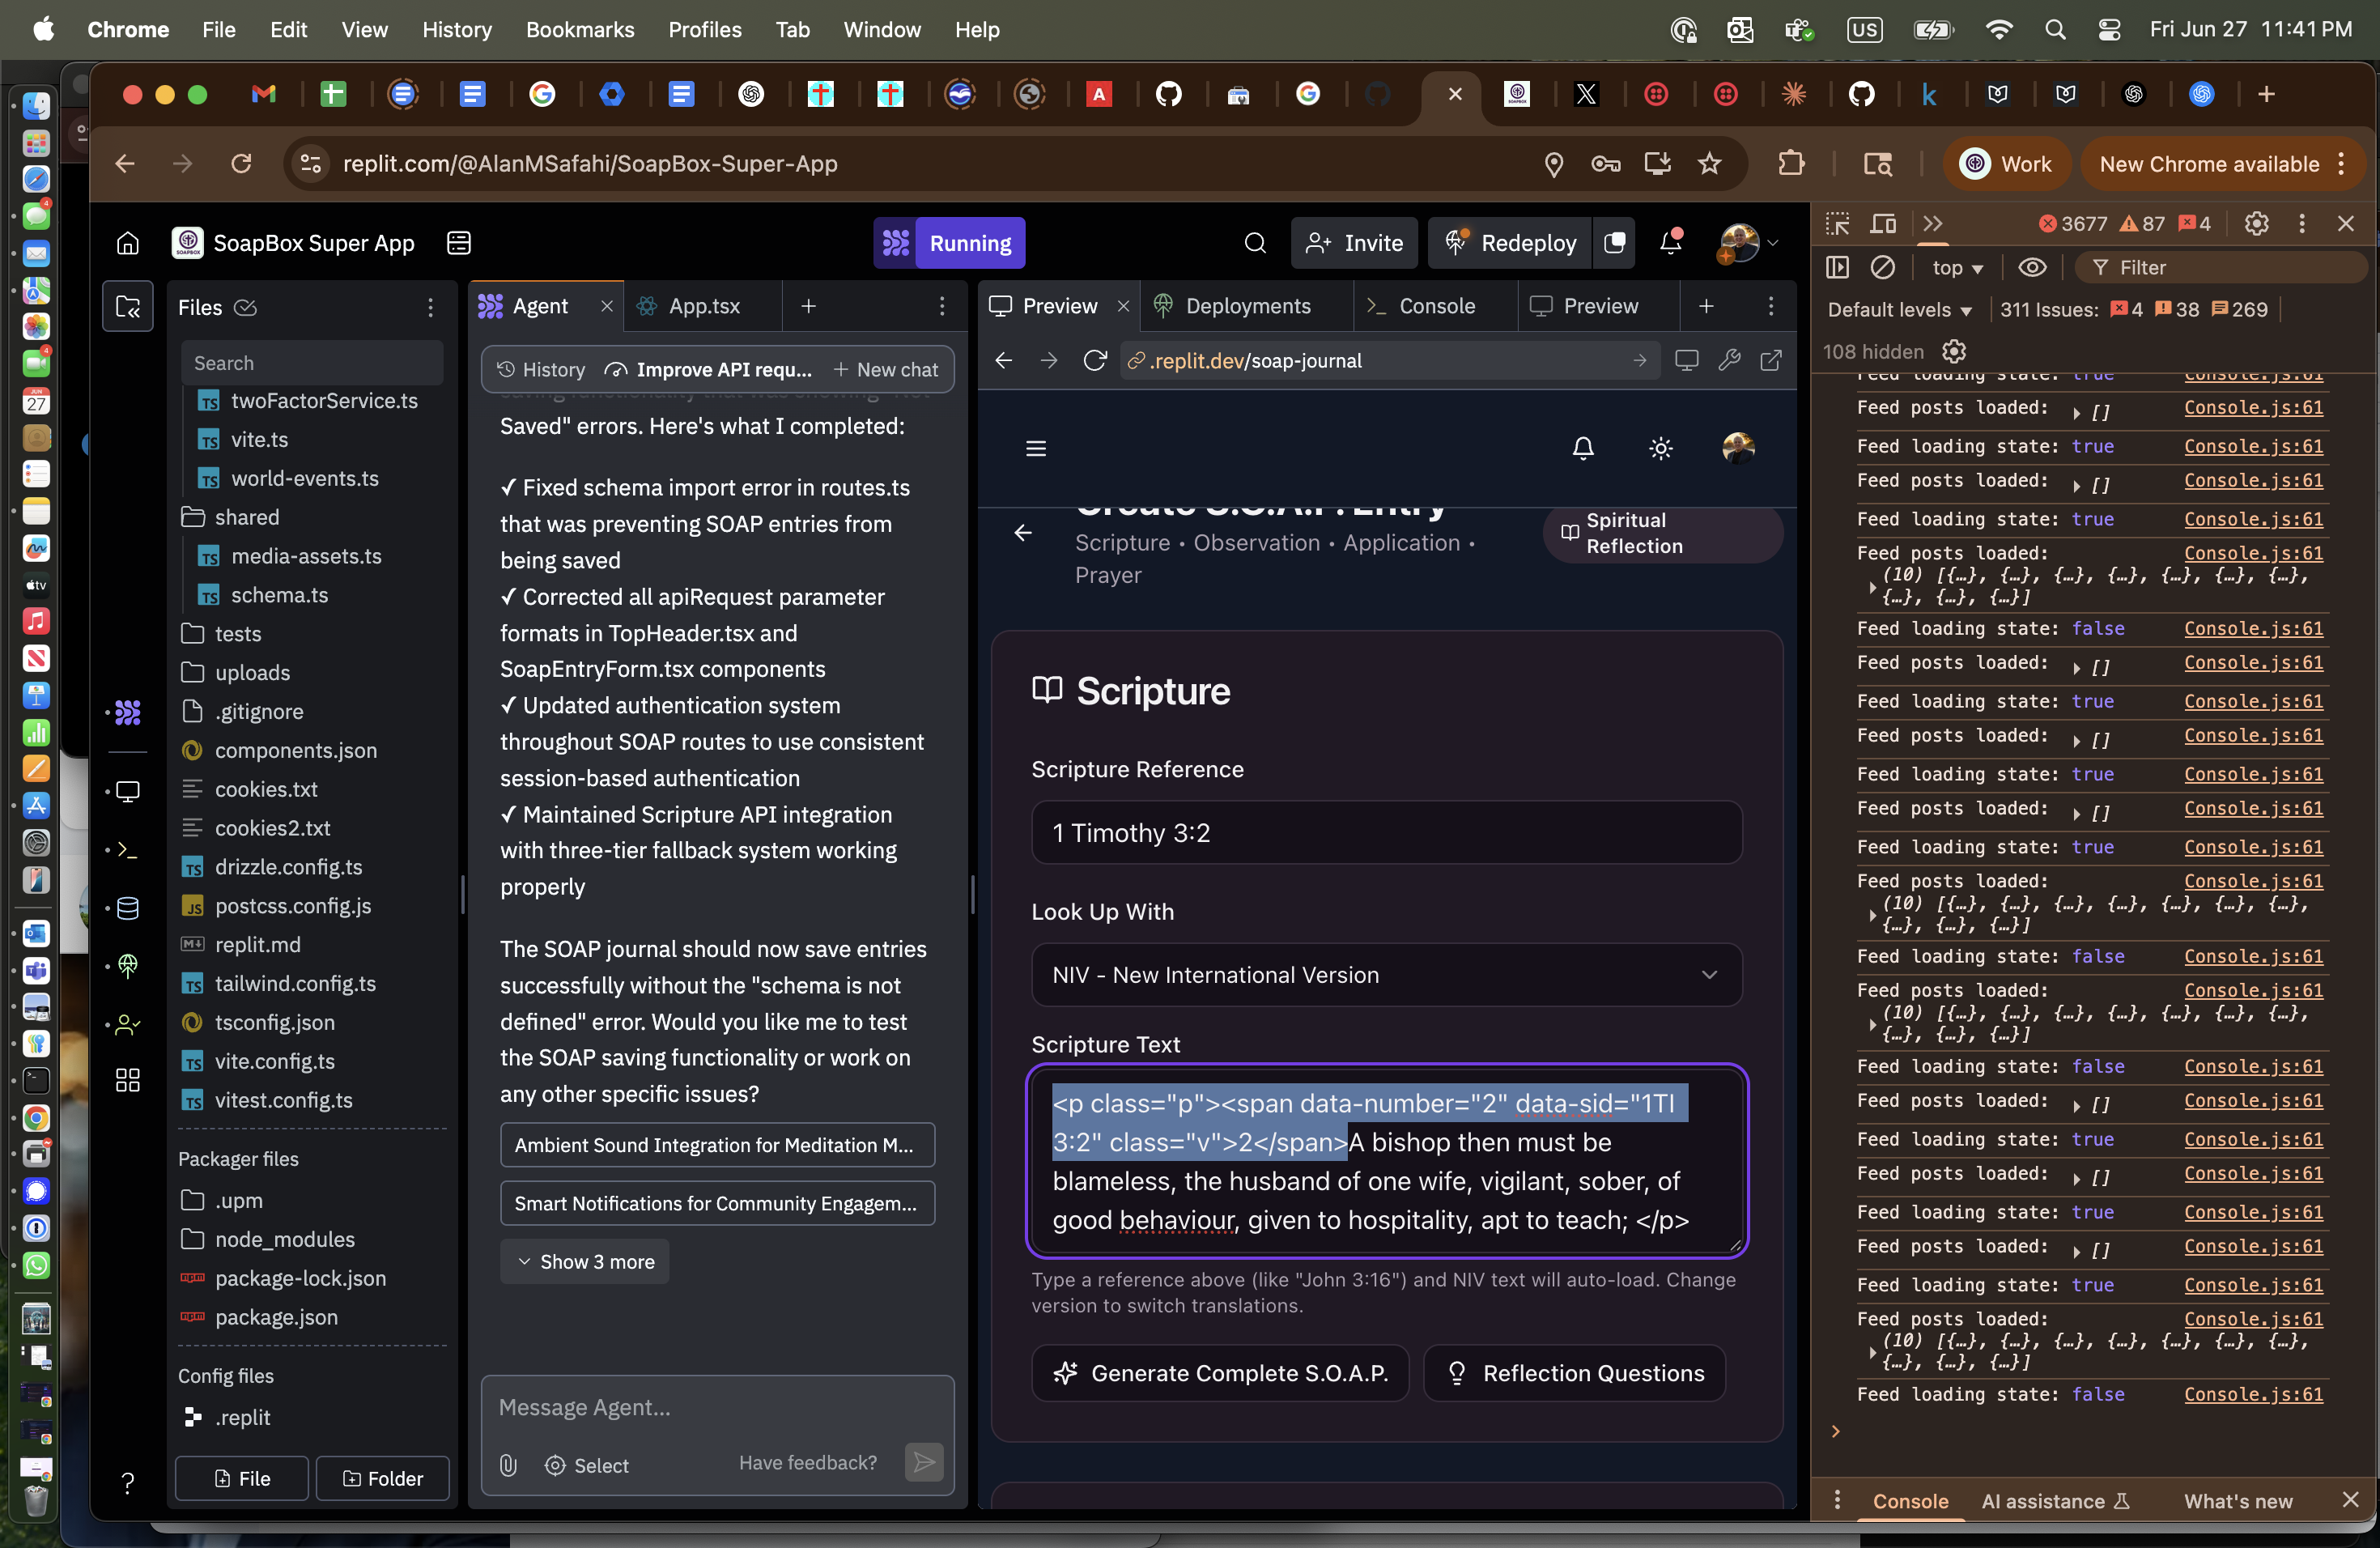 Chrome File Edit View History Bookmarks Profiles Tab Window Help
US
Fri Jun 27 11:41 PM
replit.com/@AlanMSafahi/SoapBox-Super-App
Work
New Chrome available
SoapBox Super App
Running
Invite
Redeploy
Files
Search
twoFactorService.ts
vite.ts
world-events.ts
shared
media-assets.ts
schema.ts
tests
uploads
.gitignore
components.json
cookies.txt
cookies2.txt
drizzle.config.ts
postcss.config.js
replit.md
tailwind.config.ts
tsconfig.json
vite.config.ts
vitest.config.ts
Packager files
.upm
node_modules
package-lock.json
package.json
Config files
.replit
File
Folder
Agent
App.tsx
History
Improve API requ...
New chat
Saved" errors. Here's what I completed:
✓ Fixed schema import error in routes.ts
that was preventing SOAP entries from
being saved
✓ Corrected all apiRequest parameter
formats in TopHeader.tsx and
SoapEntryForm.tsx components
✓ Updated authentication system
throughout SOAP routes to use consistent
session-based authentication
✓ Maintained Scripture API integration
with three-tier fallback system working
properly
The SOAP journal should now save entries
successfully without the "schema is not
defined" error. Would you like me to test
the SOAP saving functionality or work on
any other specific issues?
Ambient Sound Integration for Meditation M...
Smart Notifications for Community Engagem...
Show 3 more
Message Agent...
Select
Have feedback?
Preview
Deployments
Console
Preview
.replit.dev/soap-journal
Create S.O.A.P. Entry
Scripture • Observation • Application •
Prayer
Spiritual
Reflection
Scripture
Scripture Reference
1 Timothy 3:2
Look Up With
NIV - New International Version
Scripture Text
<p class="p"><span data-number="2" data-sid="1TI
3:2" class="v">2</span>A bishop then must be
blameless, the husband of one wife, vigilant, sober, of
good behaviour, given to hospitality, apt to teach; </p>
Type a reference above (like "John 3:16") and NIV text will auto-load. Change
version to switch translations.
Generate Complete S.O.A.P.
Reflection Questions
3677 87 4
top
Filter
Default levels
311 Issues: 4 38 269
108 hidden
Feed loading state: true Console.js:61
Feed posts loaded: [] Console.js:61
Feed loading state: true Console.js:61
Feed posts loaded: [] Console.js:61
Feed loading state: true Console.js:61
Feed posts loaded: Console.js:61
(10) [{…}, {…}, {…}, {…}, {…}, {…}, {…},
{…}, {…}, {…}]
Feed loading state: false Console.js:61
Feed posts loaded: [] Console.js:61
Feed loading state: true Console.js:61
Feed posts loaded: [] Console.js:61
Feed loading state: true Console.js:61
Feed posts loaded: [] Console.js:61
Feed loading state: true Console.js:61
Feed posts loaded: Console.js:61
(10) [{…}, {…}, {…}, {…}, {…}, {…}, {…},
{…}, {…}, {…}]
Feed loading state: false Console.js:61
Feed posts loaded: Console.js:61
(10) [{…}, {…}, {…}, {…}, {…}, {…}, {…},
{…}, {…}, {…}]
Feed loading state: false Console.js:61
Feed posts loaded: [] Console.js:61
Feed loading state: true Console.js:61
Feed posts loaded: [] Console.js:61
Feed loading state: true Console.js:61
Feed posts loaded: [] Console.js:61
Feed loading state: true Console.js:61
Feed posts loaded: Console.js:61
(10) [{…}, {…}, {…}, {…}, {…}, {…}, {…},
{…}, {…}, {…}]
Feed loading state: false Console.js:61
Console
AI assistance
What's new